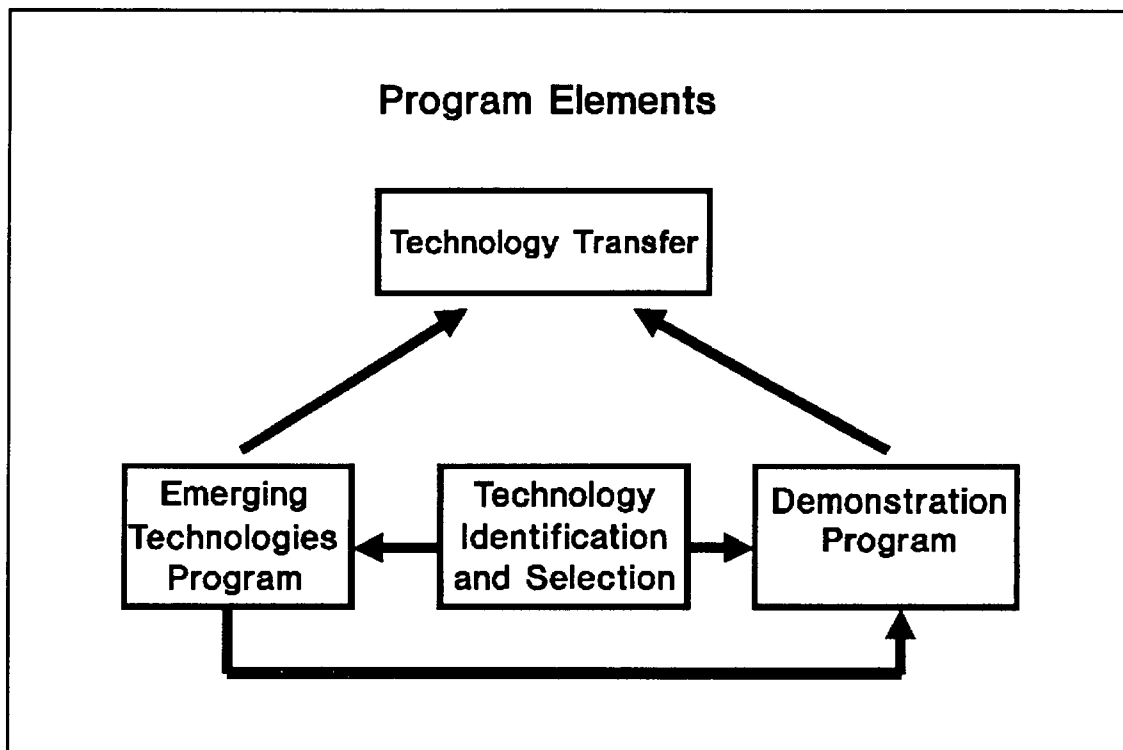 Program Elements
Technology Transfer
Emerging
Technologies
Program
Technology
Identification
and Selection
Demonstration
Program